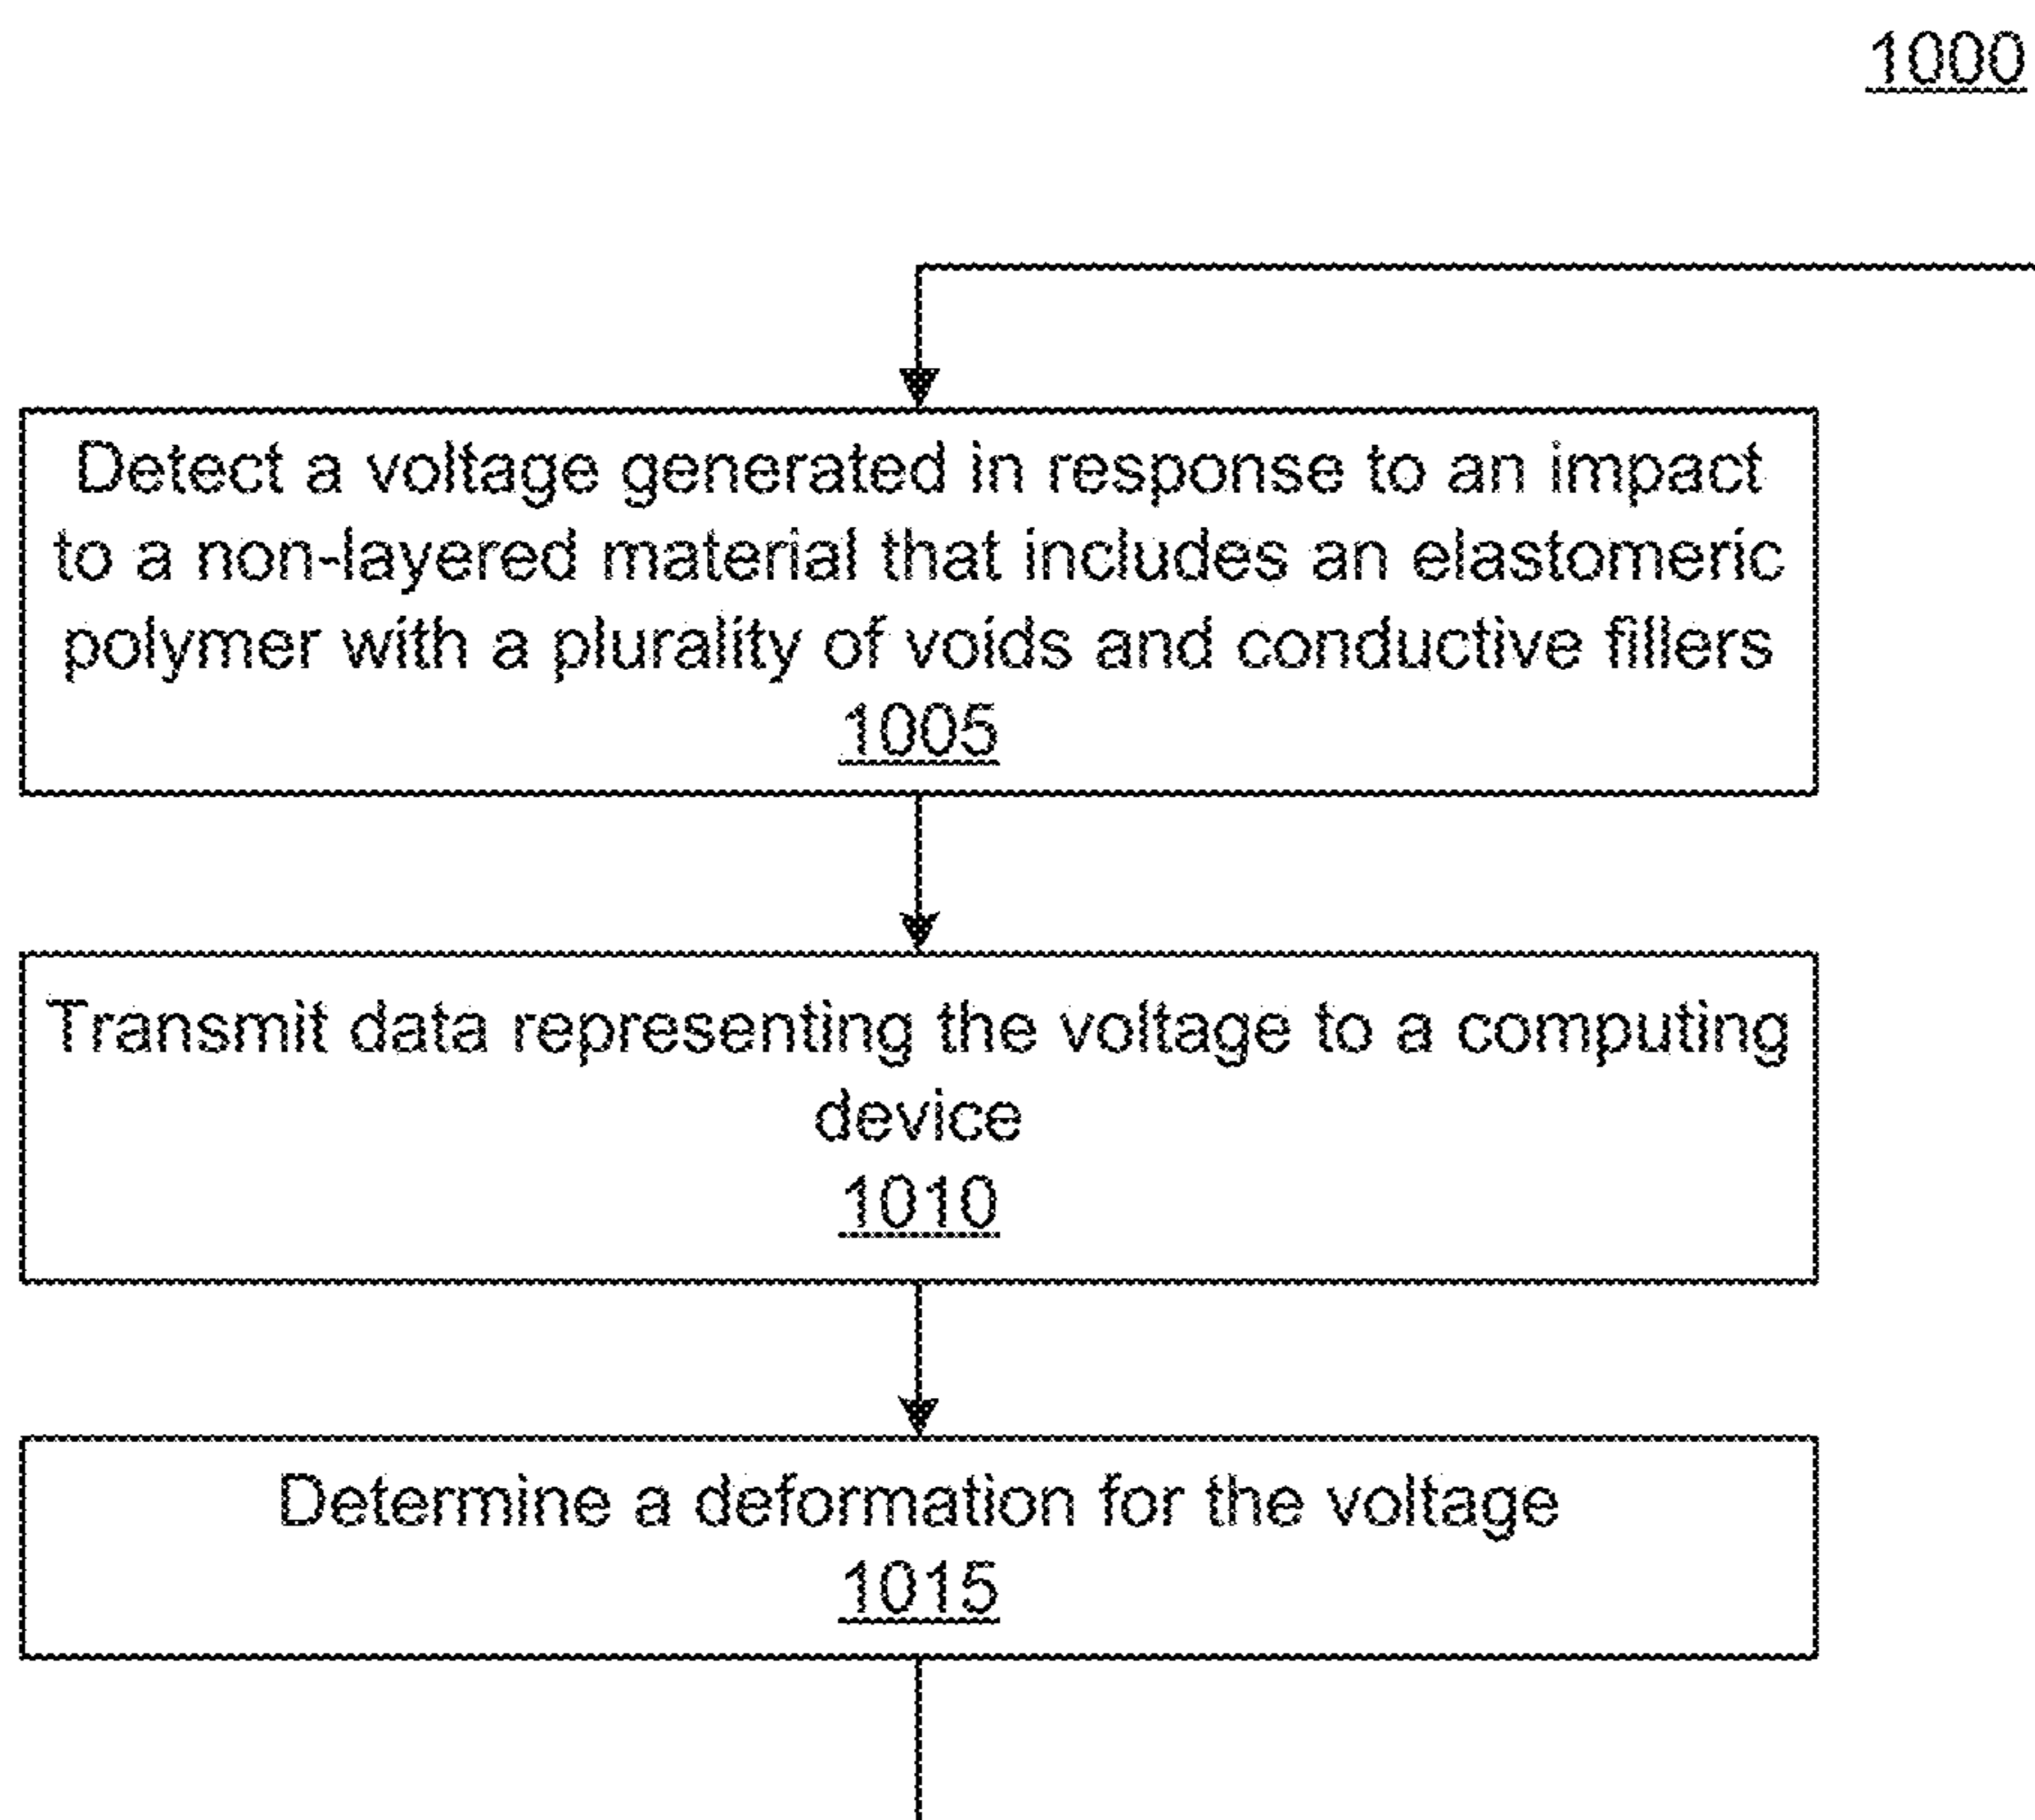 1000
Detect a voltage generated in response to an impact
to a non-layered material that includes an elastomeric
polymer with a plurality of voids and conductive fillers
1005
Transmit data representing the voltage to a computing
device
1010
Determine a deformation for the voltage
1015